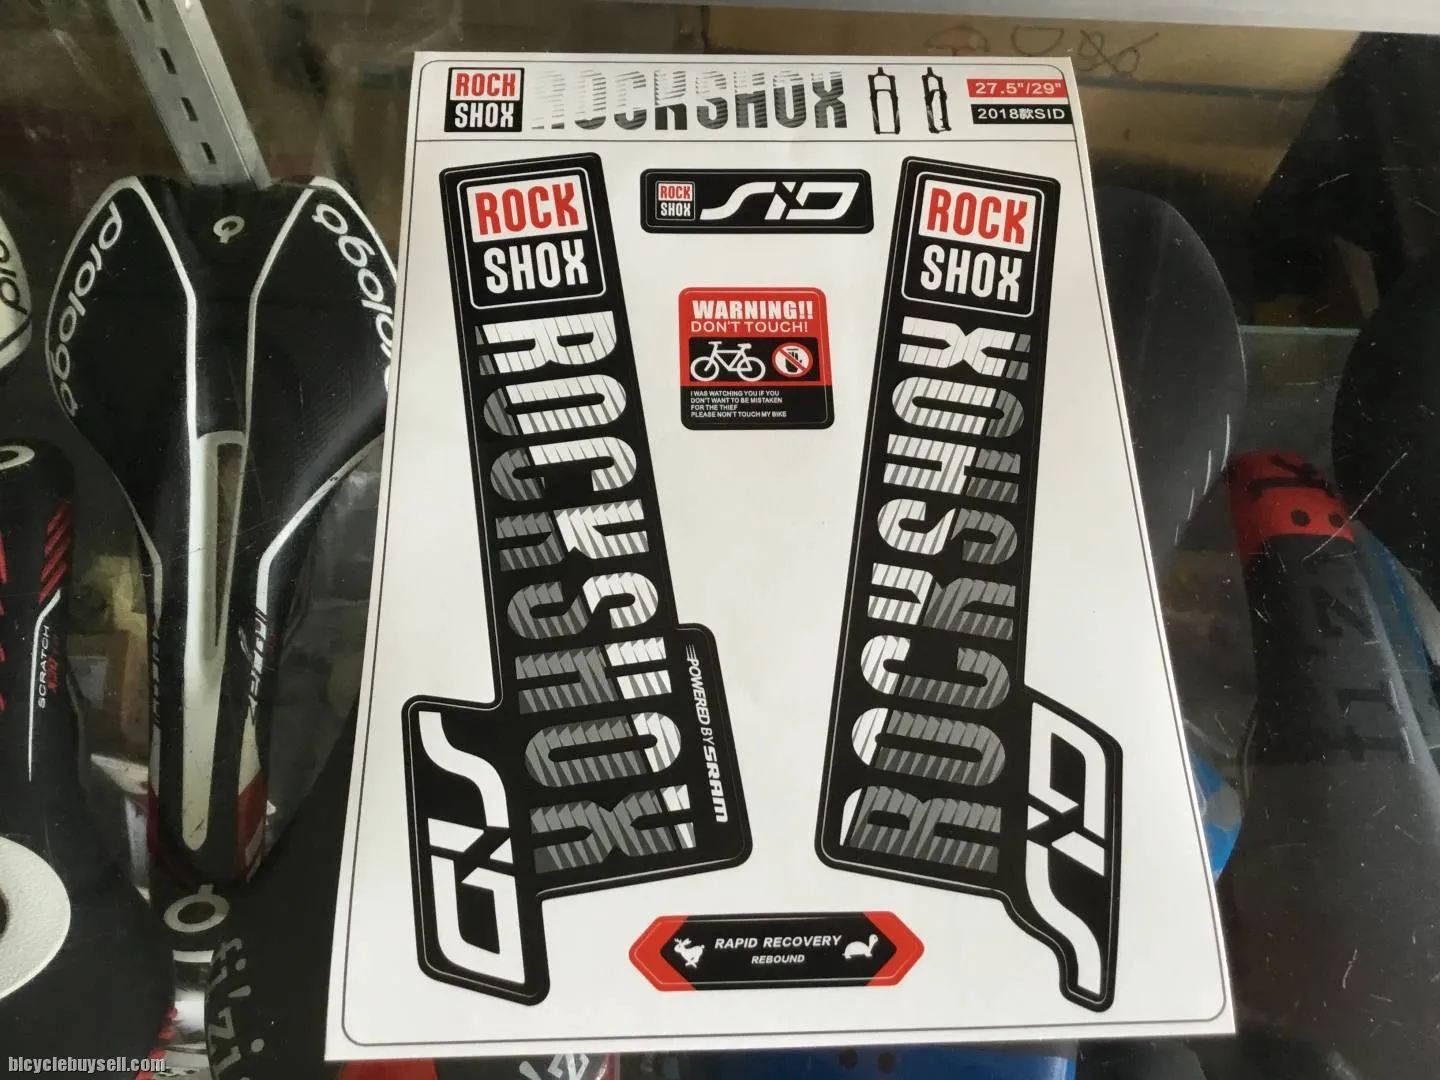 ROCK
SHOX
ROCKSHOX
27.5"/29"
2018款SID
ROCK
SHOX
ROCKSHOX
POWERED BY SRAM
SID
ROCK
SHOX
SID
WARNING!!
DON'T TOUCH!
I WAS WATCHING YOU IF YOU
DON'T WANT TO BE MISTAKEN
FOR THE THIEF
PLEASE NON'T TOUCH MY BIKE
ROCK
SHOX
ROCKSHOX
SID
RAPID RECOVERY
REBOUND
prologo
prologo
SCRATCH
bicyclebuysell.com